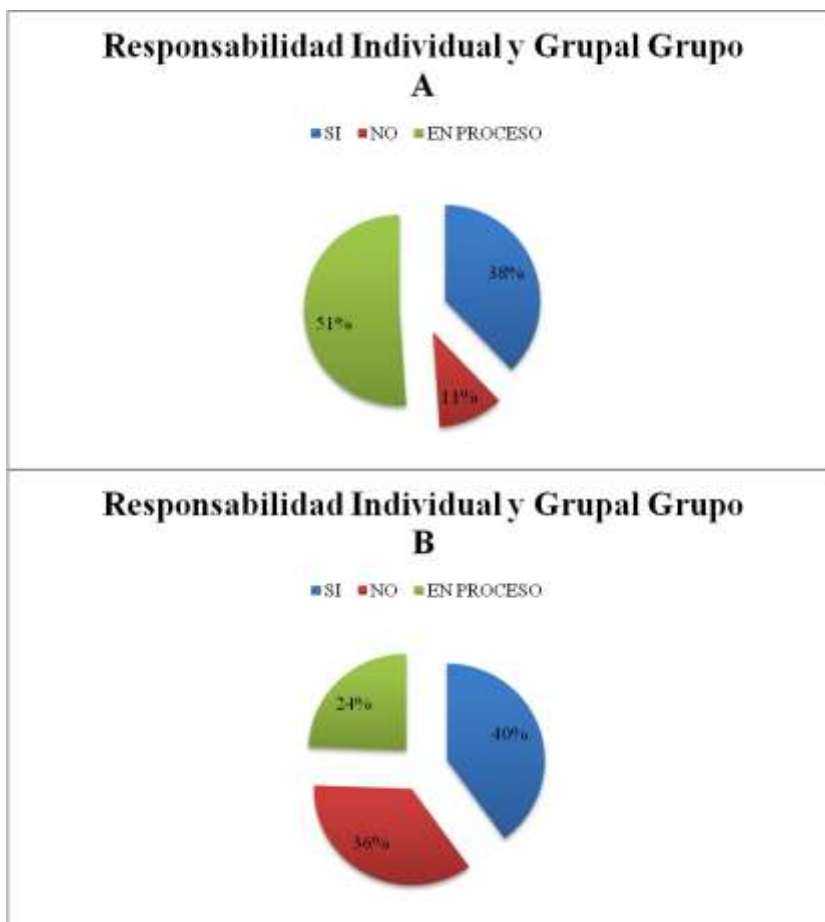 Responsabilidad Individual y Grupal Grupo
A
SI NO EN PROCESO
38%
51%
11%
Responsabilidad Individual y Grupal Grupo
B
SI NO EN PROCESO
24%
40%
36%